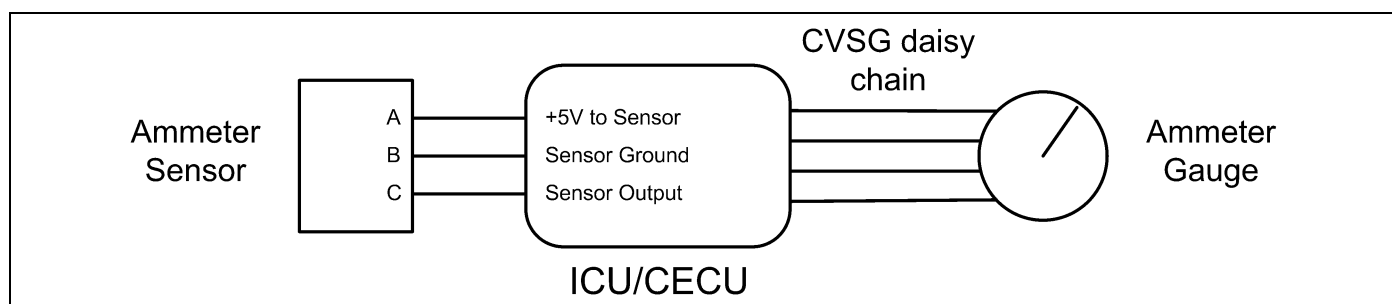 CVSG daisy
chain
Ammeter
Sensor
A
B
C
+5V to Sensor
Sensor Ground
Sensor Output
Ammeter
Gauge
ICU/CECU